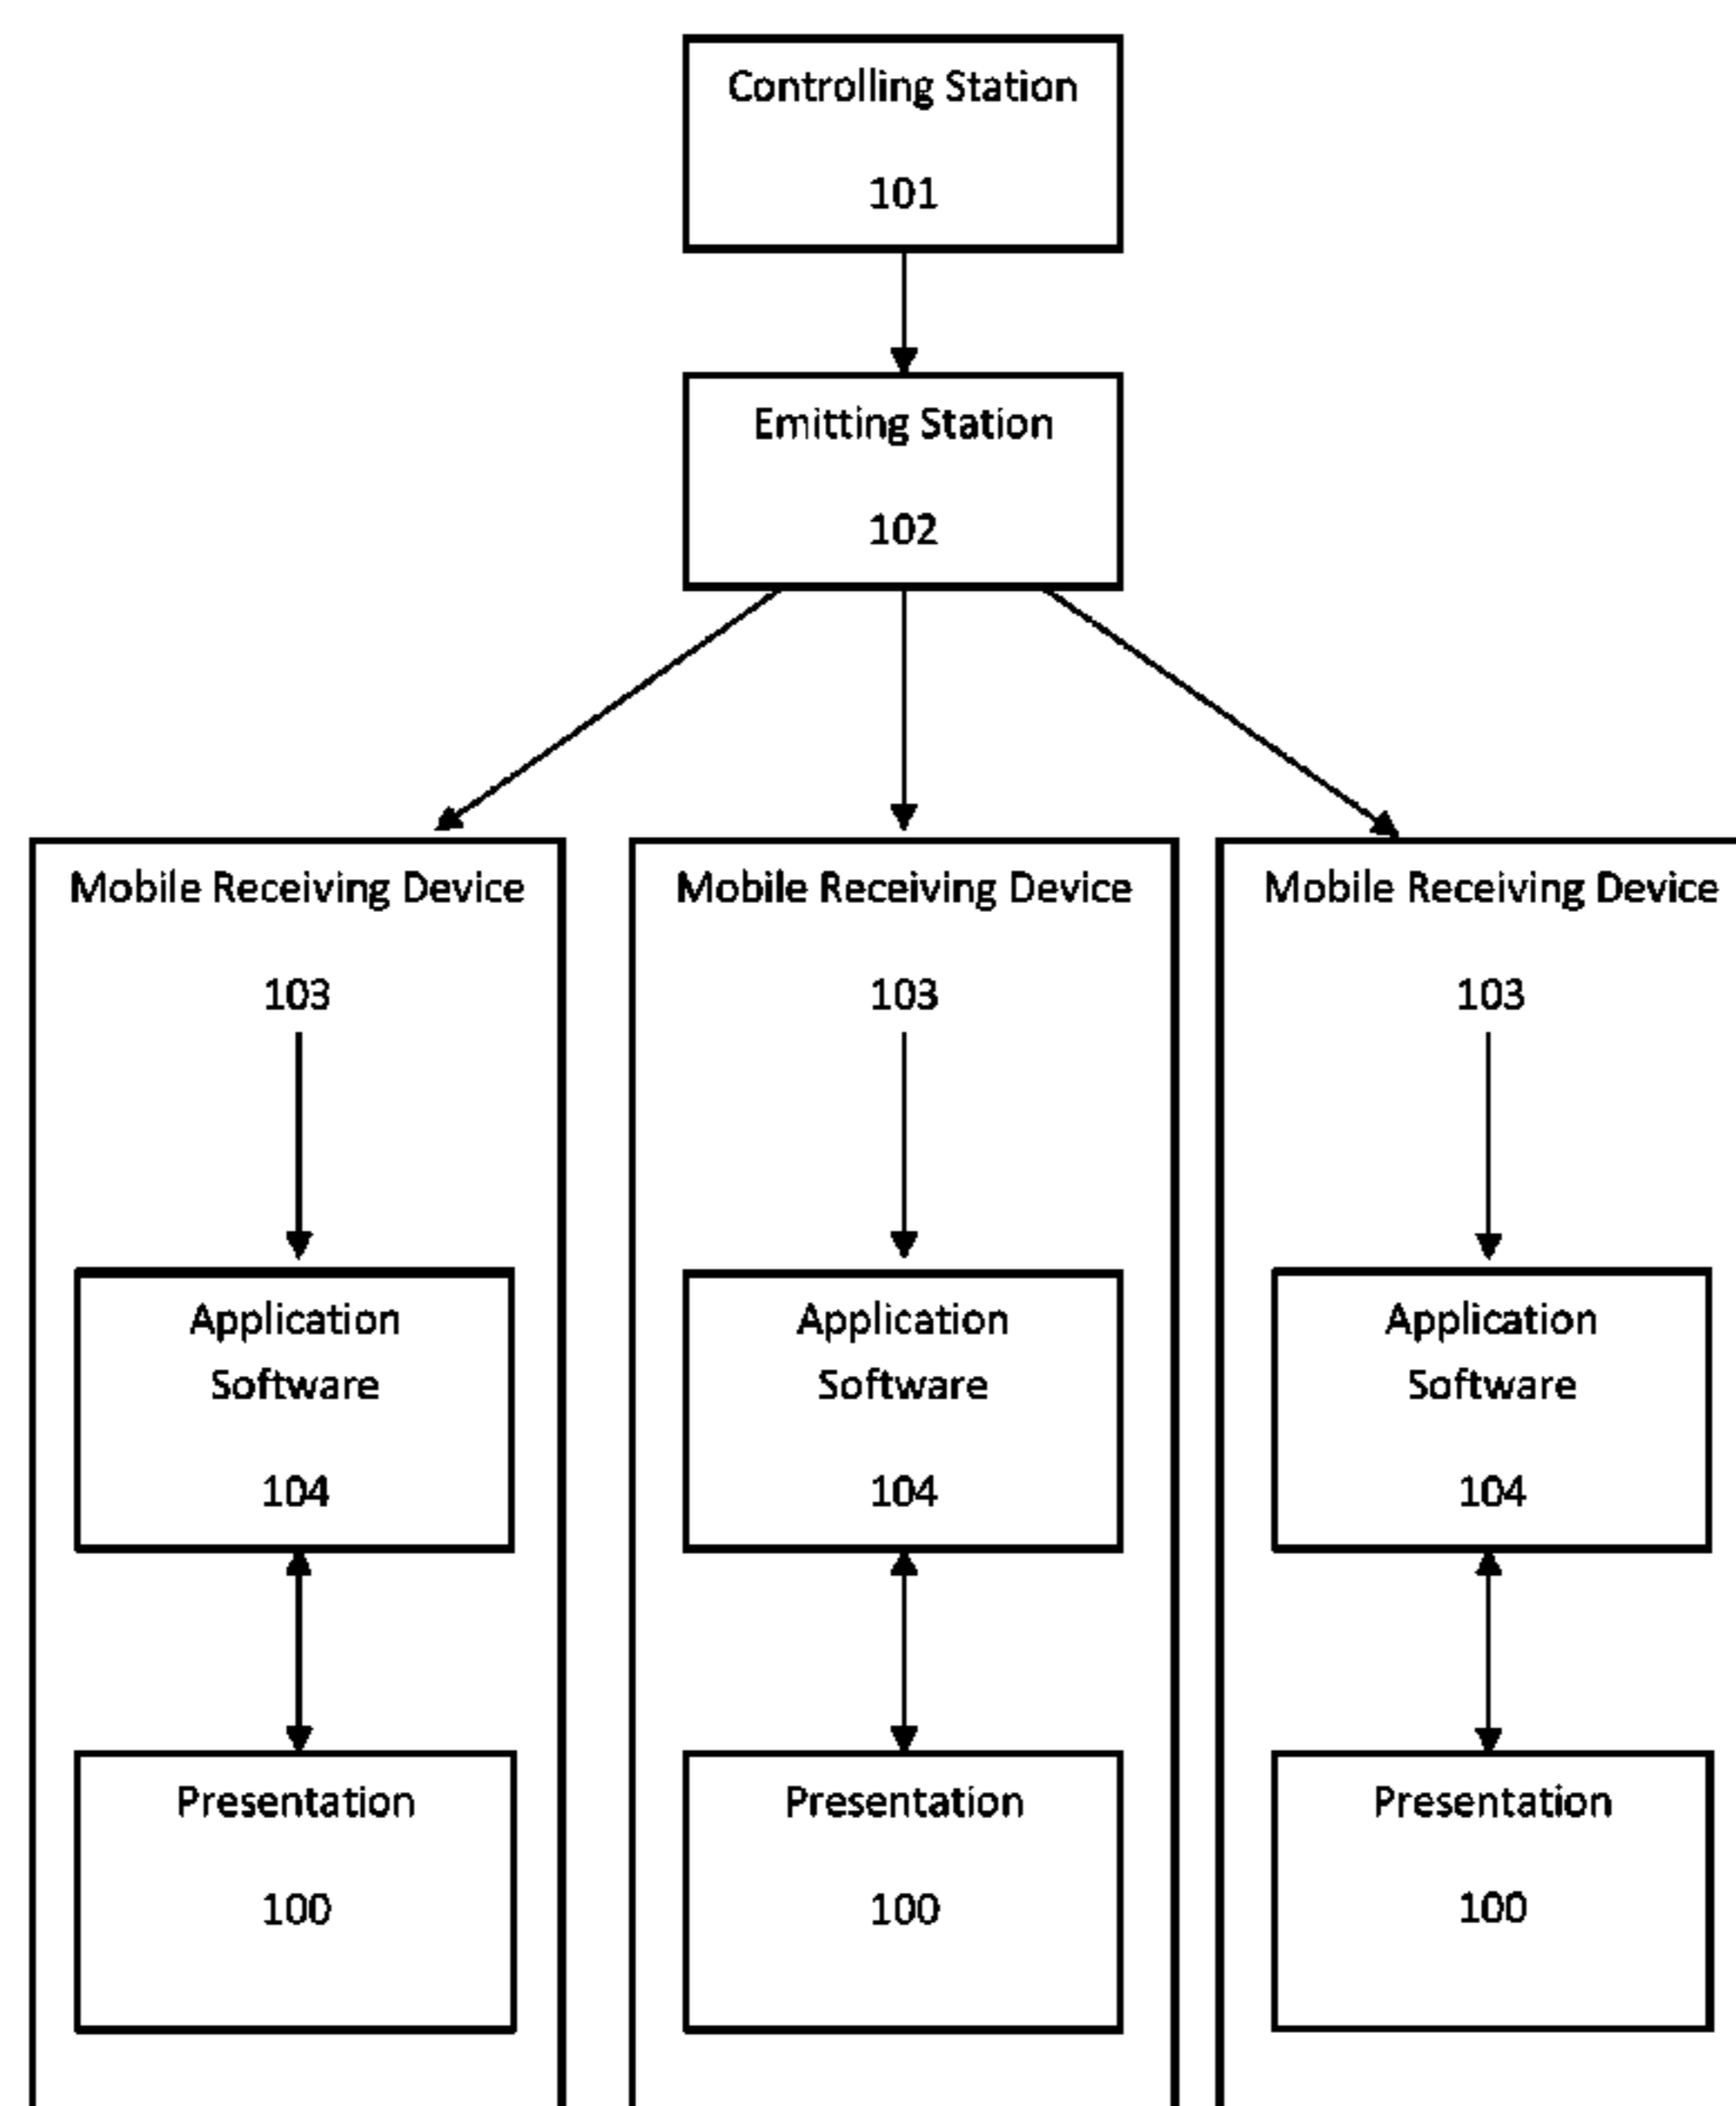 Controlling Station
101
Emitting Station
102
Mobile Receiving Device
103
Application
Software
104
Presentation
100
Mobile Receiving Device
103
Application
Software
104
Presentation
100
Mobile Receiving Device
103
Application
Software
104
Presentation
100